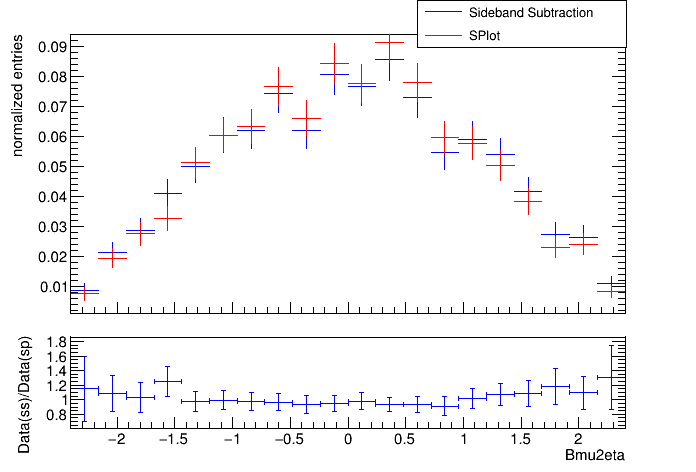 Sideband Subtraction
SPlot
normalized entries
0.09
0.08
0.07
0.06
0.05
0.04
0.03
0.02
0.01
Data(ss)/Data(sp)
1.8
1.6
1.4
1.2
1
0.8
−2 −1.5 −1 −0.5 0 0.5 1 1.5 2
Bmu2eta